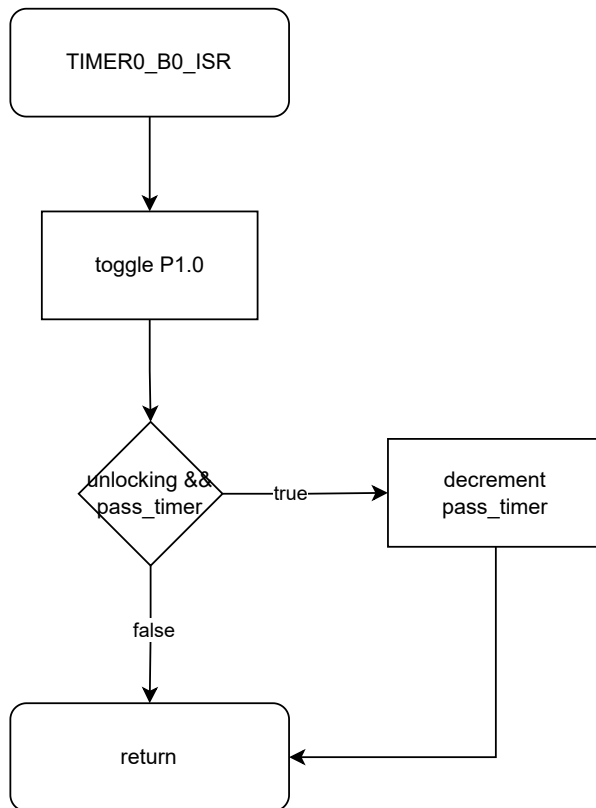 TIMER0_B0_ISR
toggle P1.0
unlocking &&
pass_timer
true
decrement
pass_timer
false
return